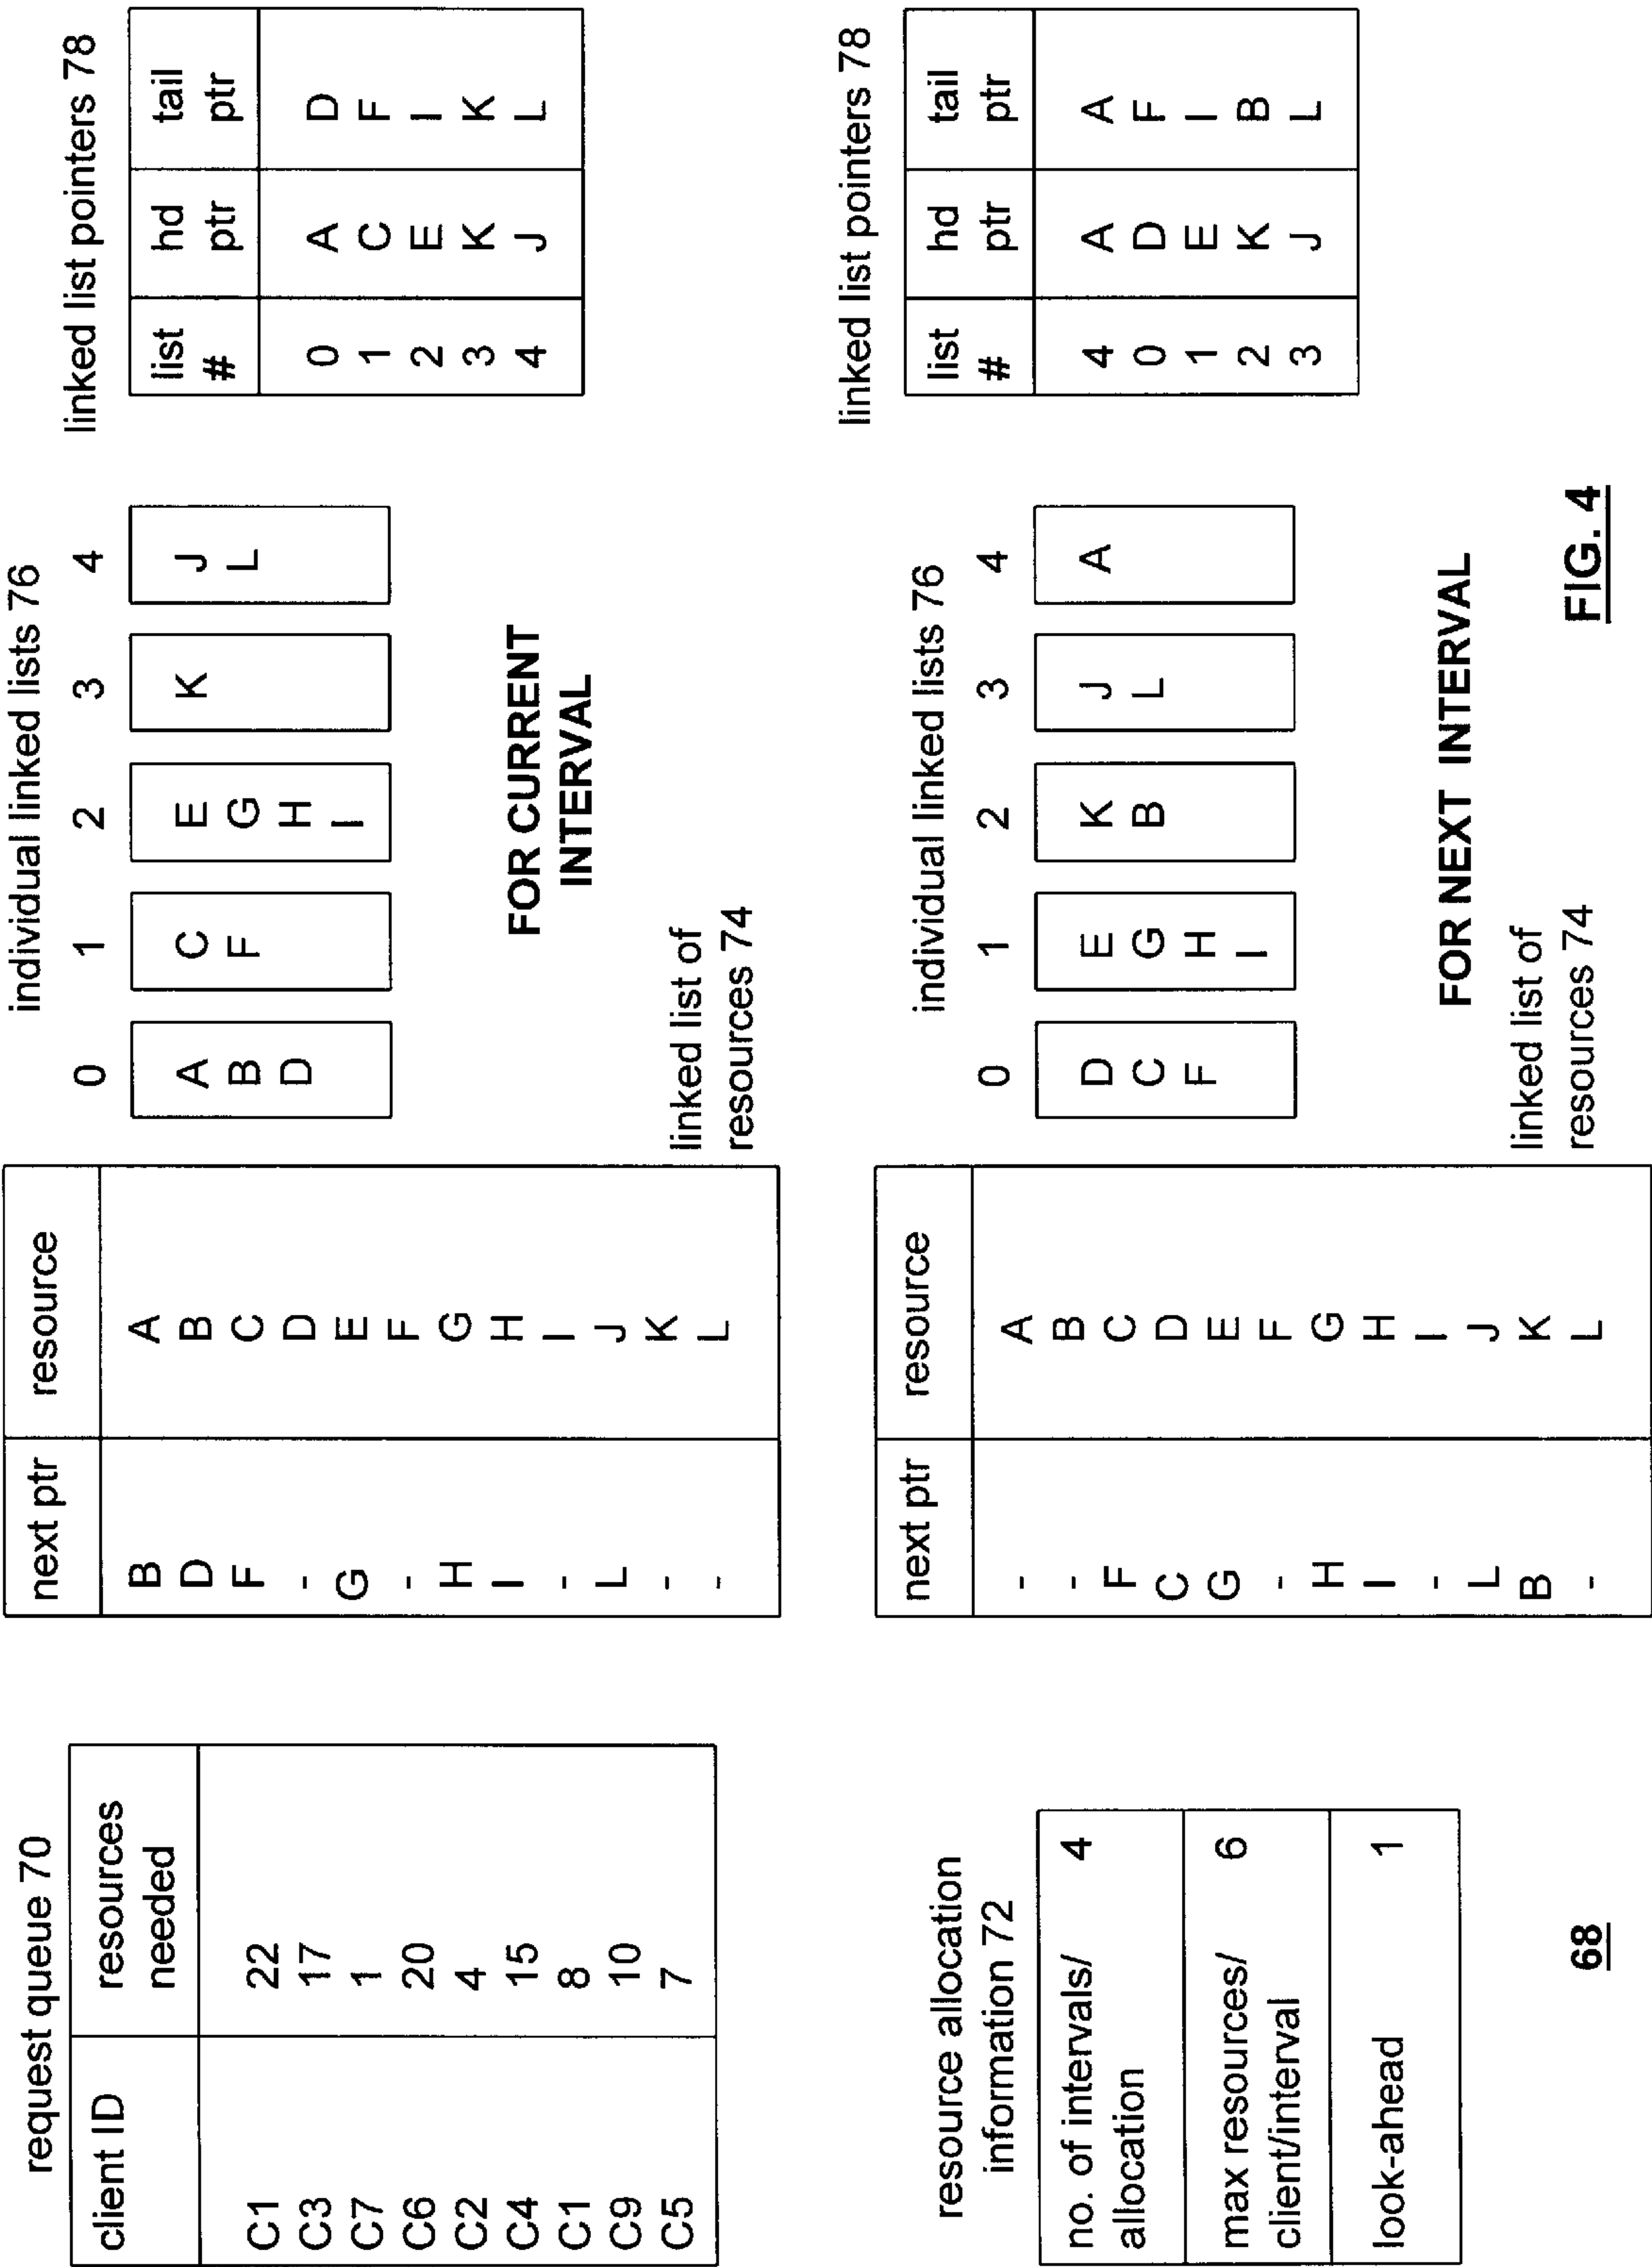 request queue 70
client ID resources needed
C1 22
C3 17
C7 1
C6 20
C2 4
C4 15
C1 8
C9 10
C5 7
resource allocation
information 72
no. of intervals/ allocation 4
max resources/ client/interval 6
look-ahead 1
68
next ptr resource
B A
D B
F C
- D
G E
- F
H G
I H
- I
L J
- K
- L
linked list of
resources 74
individual linked lists 76
0 1 2 3 4
A C E K J
B F G L
D H
I
FOR CURRENT
INTERVAL
linked list pointers 78
list # hd ptr tail ptr
0 A D
1 C F
2 E I
3 K K
4 J L
next ptr resource
- A
- B
F C
C D
G E
- F
H G
I H
- I
L J
B K
- L
linked list of
resources 74
individual linked lists 76
0 1 2 3 4
D E K J A
C G B L
F H
I
FOR NEXT INTERVAL
linked list pointers 78
list # hd ptr tail ptr
4 A A
0 D F
1 E I
2 K B
3 J L
FIG. 4